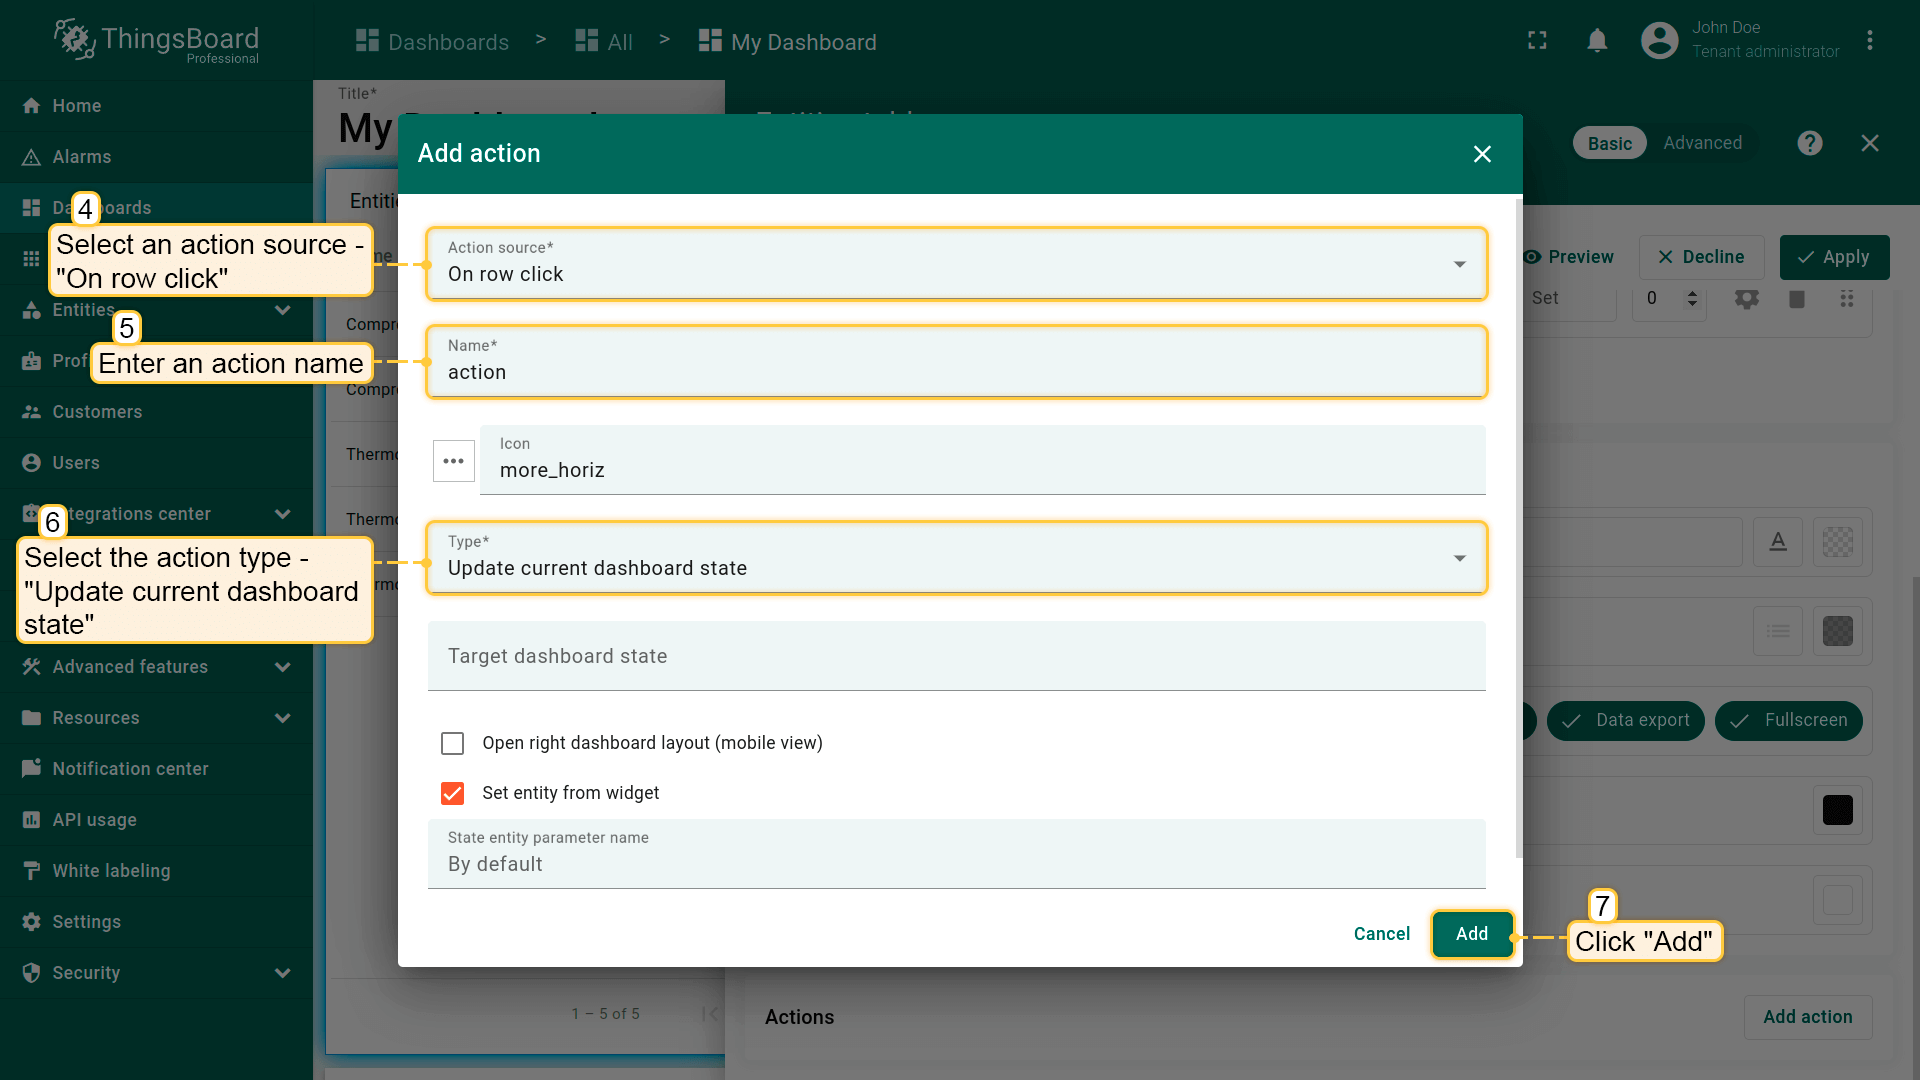 ThingsBoard
Professional
Dashboards > All > My Dashboard
John Doe
Tenant administrator
Home
Alarms
Dashboards
Entities
Customers
Users
Integrations center
Advanced features
Resources
Notification center
API usage
White labeling
Settings
Security
Title*
My
Compr
Compr
Thermo
Thermo
1 – 5 of 5
Basic
Advanced
Preview
Decline
Apply
Set
0
Data export
Fullscreen
Actions
Add action
Add action
Action source*
On row click
Name*
action
Icon
more_horiz
Type*
Update current dashboard state
Target dashboard state
Open right dashboard layout (mobile view)
Set entity from widget
State entity parameter name
By default
Cancel
Add
4
Select an action source -
"On row click"
5
Enter an action name
6
Select the action type -
"Update current dashboard
state"
7
Click "Add"